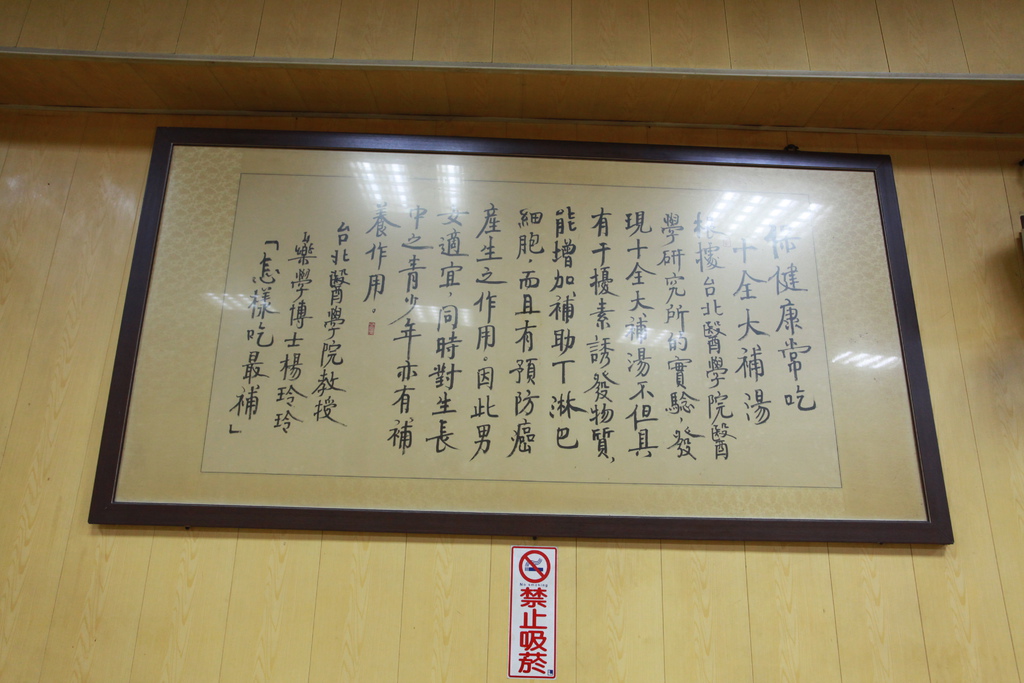 保健康常吃
十全大補湯
根據台北醫學院醫
學研究所的實驗,發
現十全大補湯不但具
有干擾素誘發物質,
能增加補助丅淋巴
細胞,而且有預防癌
產生之作用。因此男
女適宜,同時對生長
中之青少年亦有補
養作用。
台北醫學院教授
藥學博士楊玲玲
「怎樣吃最補」
No smoking
禁止吸菸